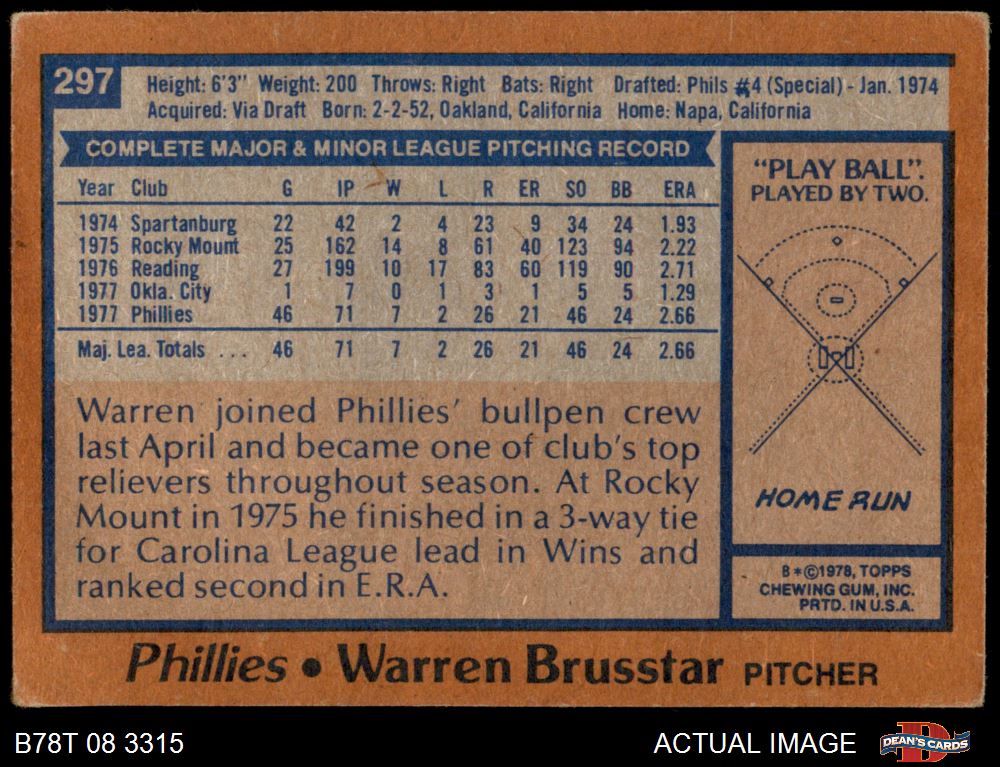 297
Height: 6'3" Weight: 200 Throws: Right Bats: Right Drafted: Phils #4 (Special) - Jan. 1974
Acquired: Via Draft Born: 2-2-52, Oakland, California Home: Napa, California
COMPLETE MAJOR & MINOR LEAGUE PITCHING RECORD
Year Club G IP W L R ER SO BB ERA
1974 Spartanburg 22 42 2 4 23 9 34 24 1.93
1975 Rocky Mount 25 162 14 8 61 40 123 94 2.22
1976 Reading 27 199 10 17 83 60 119 90 2.71
1977 Okla. City 1 7 0 1 3 1 5 5 1.29
1977 Phillies 46 71 7 2 26 21 46 24 2.66
Maj. Lea. Totals ... 46 71 7 2 26 21 46 24 2.66
Warren joined Phillies' bullpen crew
last April and became one of club's top
relievers throughout season. At Rocky
Mount in 1975 he finished in a 3-way tie
for Carolina League lead in Wins and
ranked second in E.R.A.
"PLAY BALL".
PLAYED BY TWO.
HOME RUN
B*©1978, TOPPS
CHEWING GUM, INC.
PRTD. IN U.S.A.
Phillies • Warren Brusstar PITCHER
B78T 08 3315
ACTUAL IMAGE
D
DEAN'S CARDS